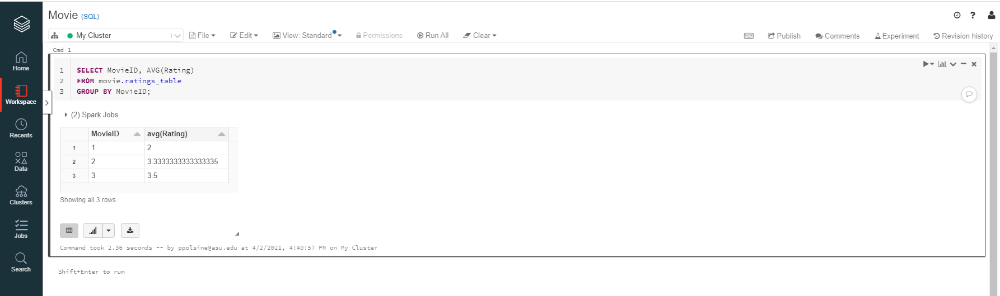 Movie (SQL)
My Cluster File Edit View: Standard Permissions Run All Clear Publish Comments Experiment Revision history
Home
Workspace
Recents
Data
Clusters
Jobs
Search
Cmd 1
1 SELECT MovieID, AVG(Rating)
2 FROM movie.ratings_table
3 GROUP BY MovieID;
(2) Spark Jobs
MovieID avg(Rating)
1 1 2
2 2 3.3333333333333335
3 3 3.5
Showing all 3 rows.
Command took 2.36 seconds -- by ppolsine@asu.edu at 4/2/2021, 4:40:57 PM on My Cluster
Shift+Enter to run